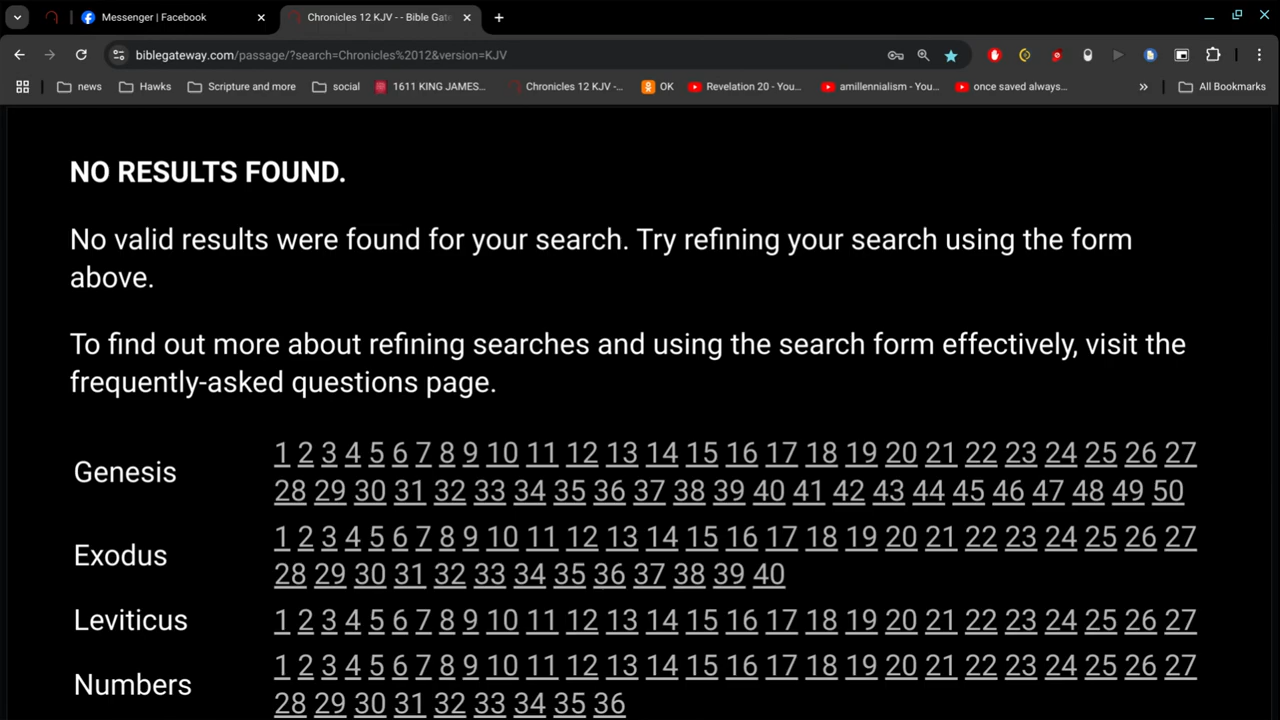 Messenger | Facebook
Chronicles 12 KJV - - Bible Gate
biblegateway.com/passage/?search=Chronicles%2012&version=KJV
news
Hawks
Scripture and more
social
1611 KING JAMES...
Chronicles 12 KJV -...
OK
Revelation 20 - You...
amillennialism - You...
once saved always...
»
All Bookmarks
NO RESULTS FOUND.
No valid results were found for your search. Try refining your search using the form
above.
To find out more about refining searches and using the search form effectively, visit the
frequently-asked questions page.
Genesis
1 2 3 4 5 6 7 8 9 10 11 12 13 14 15 16 17 18 19 20 21 22 23 24 25 26 27
28 29 30 31 32 33 34 35 36 37 38 39 40 41 42 43 44 45 46 47 48 49 50
Exodus
1 2 3 4 5 6 7 8 9 10 11 12 13 14 15 16 17 18 19 20 21 22 23 24 25 26 27
28 29 30 31 32 33 34 35 36 37 38 39 40
Leviticus
1 2 3 4 5 6 7 8 9 10 11 12 13 14 15 16 17 18 19 20 21 22 23 24 25 26 27
Numbers
1 2 3 4 5 6 7 8 9 10 11 12 13 14 15 16 17 18 19 20 21 22 23 24 25 26 27
28 29 30 31 32 33 34 35 36